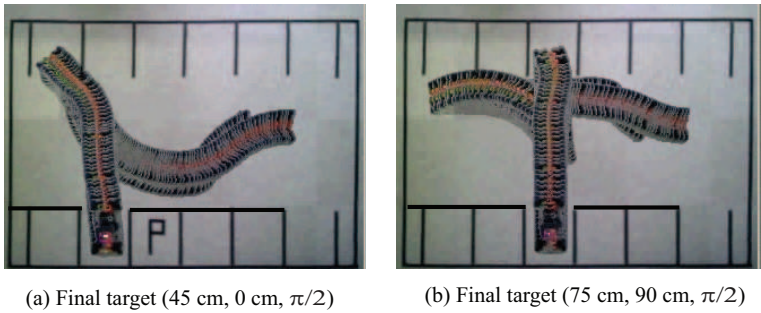 P
(a) Final target (45 cm, 0 cm, π/2)
(b) Final target (75 cm, 90 cm, π/2)